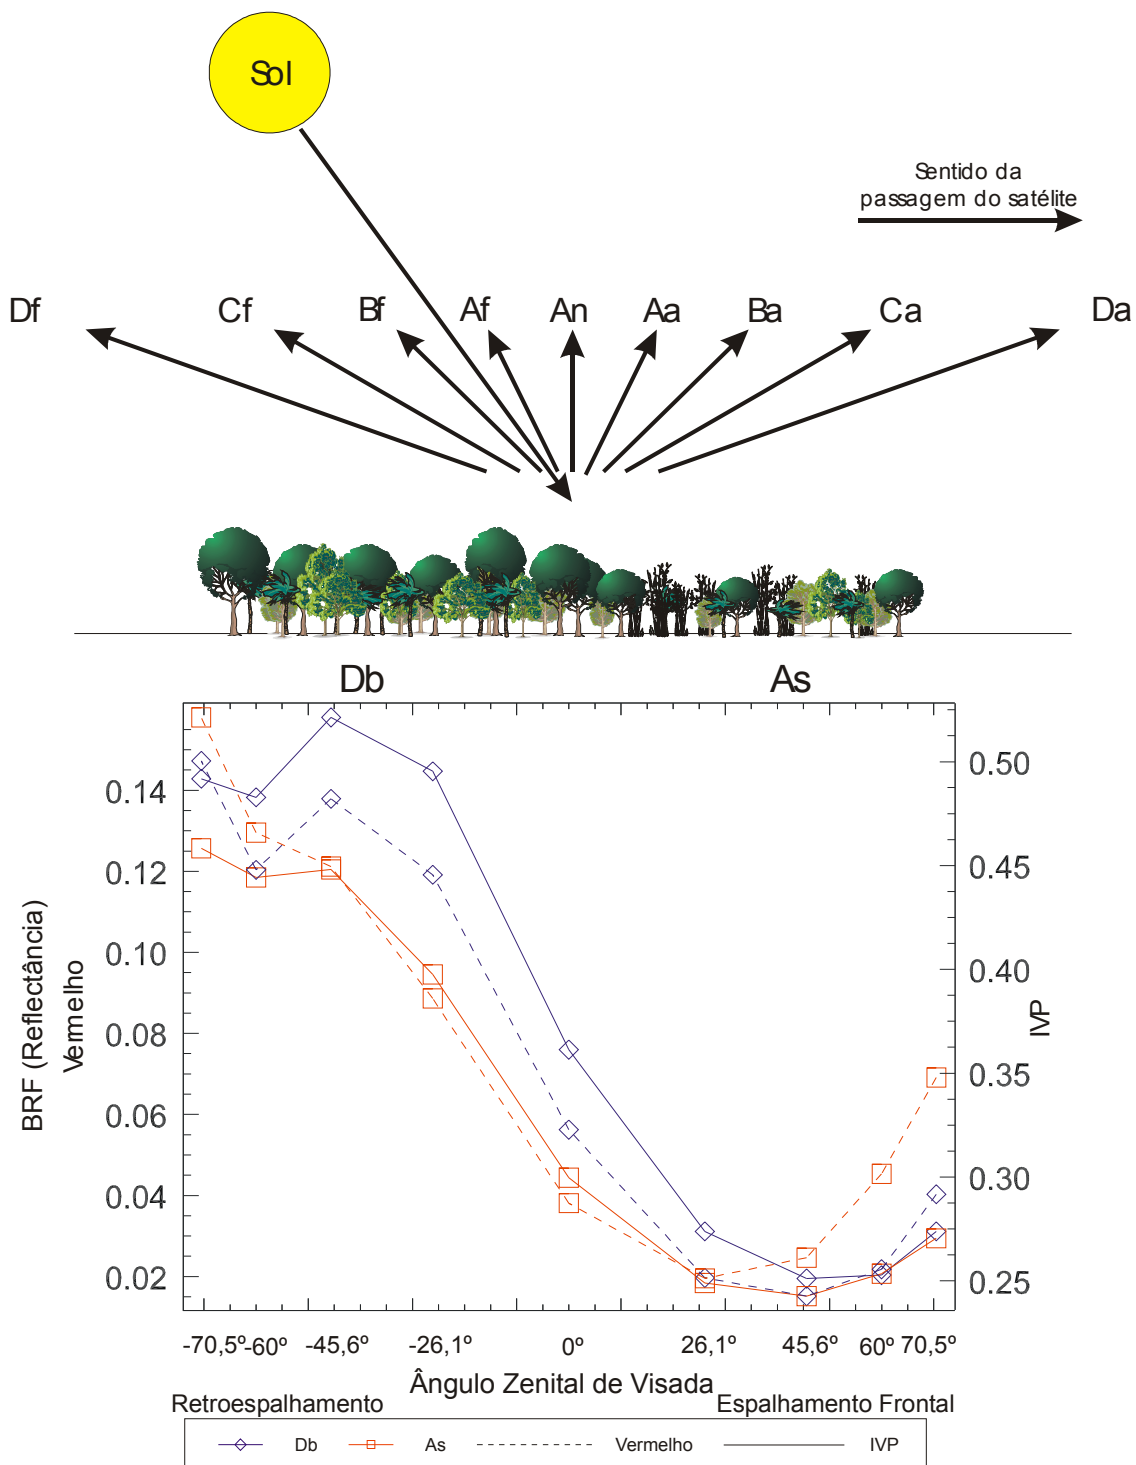 Sol
Sentido da
passagem do satélite
Df Cf Bf Af An Aa Ba Ca Da
Db As
BRF (Reflectância)
Vermelho
0.14
0.12
0.10
0.08
0.06
0.04
0.02
0.50
0.45
0.40
0.35
0.30
0.25
IVP
-70,5º -60º -45,6º -26,1º 0º 26,1º 45,6º 60º 70,5º
Ângulo Zenital de Visada
Retroespalhamento Espalhamento Frontal
Db As Vermelho IVP